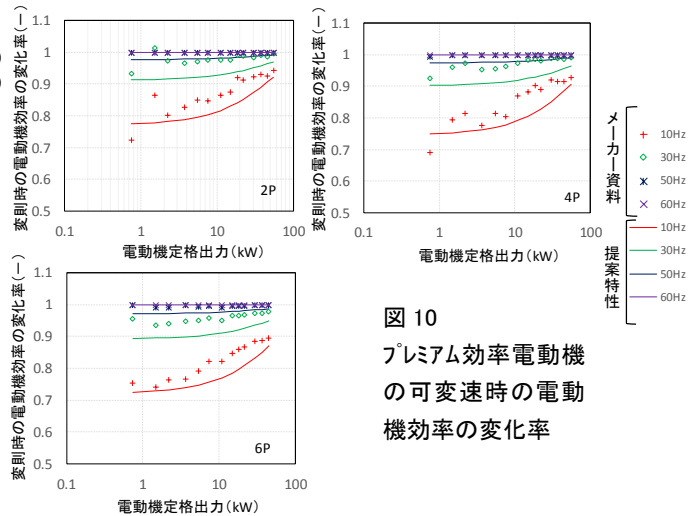 変則時の電動機効率の変化率(ー)
1
0.9
0.8
0.7
0.6
0.5
0.1
1
10
100
2P
電動機定格出力(kW)
変則時の電動機効率の変化率(ー)
1.1
1
0.9
0.8
0.7
0.6
0.5
0.1
1
10
100
4P
電動機定格出力(kW)
メーカー資料
10Hz
30Hz
50Hz
60Hz
提案特性
10Hz
30Hz
50Hz
60Hz
変則時の電動機効率の変化率(ー)
1.1
1
0.9
0.8
0.7
0.6
0.5
0.1
1
10
100
6P
電動機定格出力(kW)
図 10
プレミアム効率電動機
の可変速時の電動
機効率の変化率